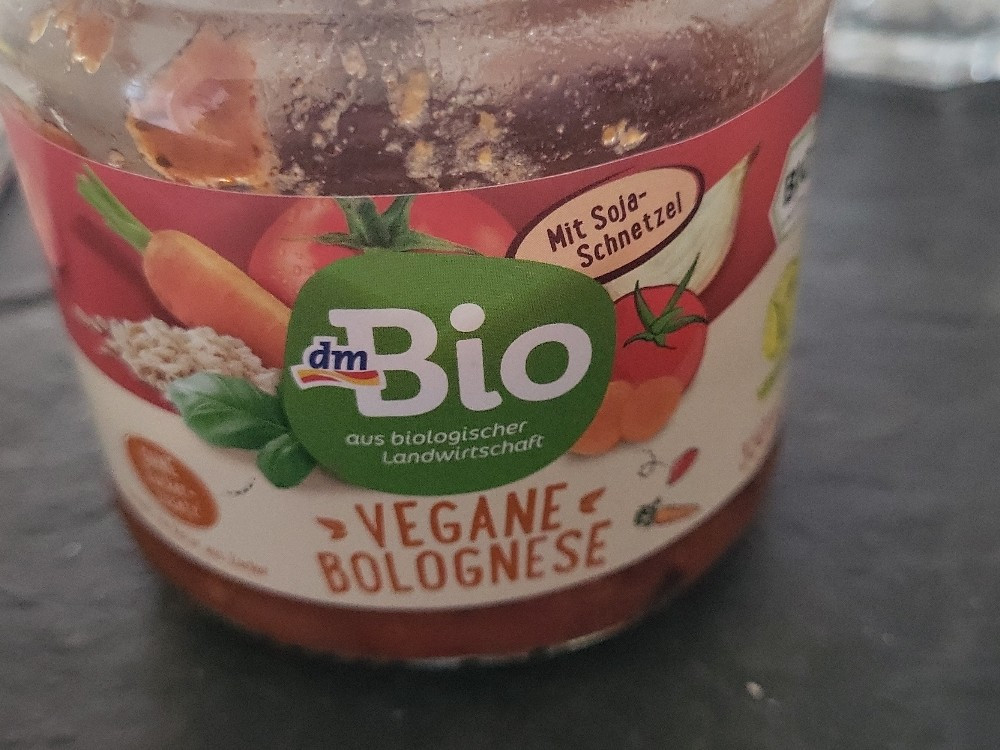 Mit Soja-
Schnetzel
dm
Bio
aus biologischer
Landwirtschaft
VEGANE
BOLOGNESE